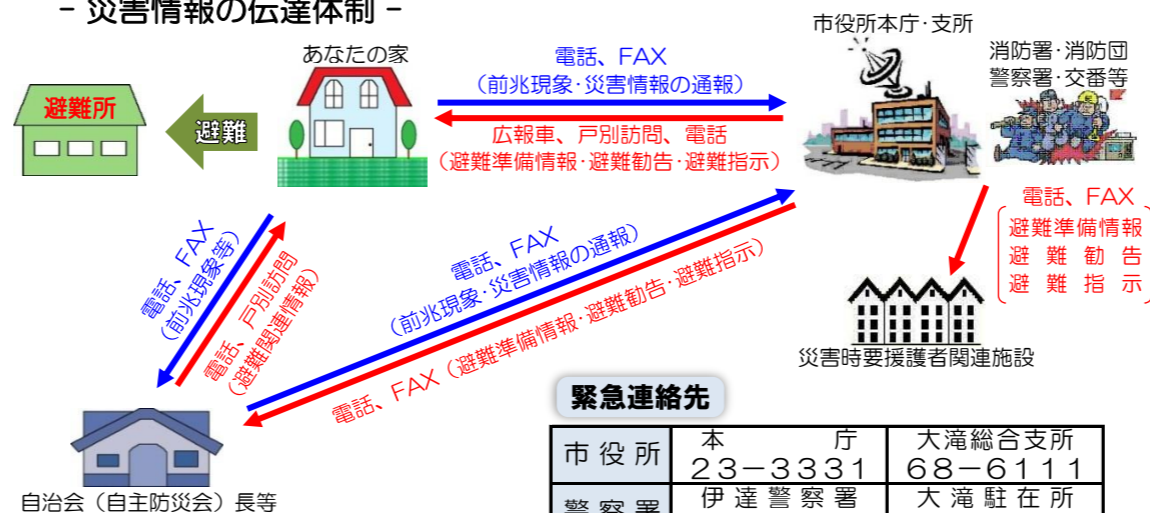 - 災害情報の伝達体制 -
市役所本庁・支所
あなたの家
消防署・消防団
警察署・交番等
電話、FAX
(前兆現象・災害情報の通報)
避難所
避難
広報車、戸別訪問、電話
(避難準備情報・避難勧告・避難指示)
電話、FAX
避難準備情報
避難勧告
避難指示
電話、FAX
(前兆現象等)
電話、戸別訪問
(避難関連情報)
電話、FAX
(前兆現象・災害情報の通報)
電話、FAX(避難準備情報・避難勧告・避難指示)
災害時要援護者関連施設
自治会(自主防災会)長等
緊急連絡先
市役所 本庁 大滝総合支所
23-3331 68-6111
警察署 伊達警察署 大滝駐在所